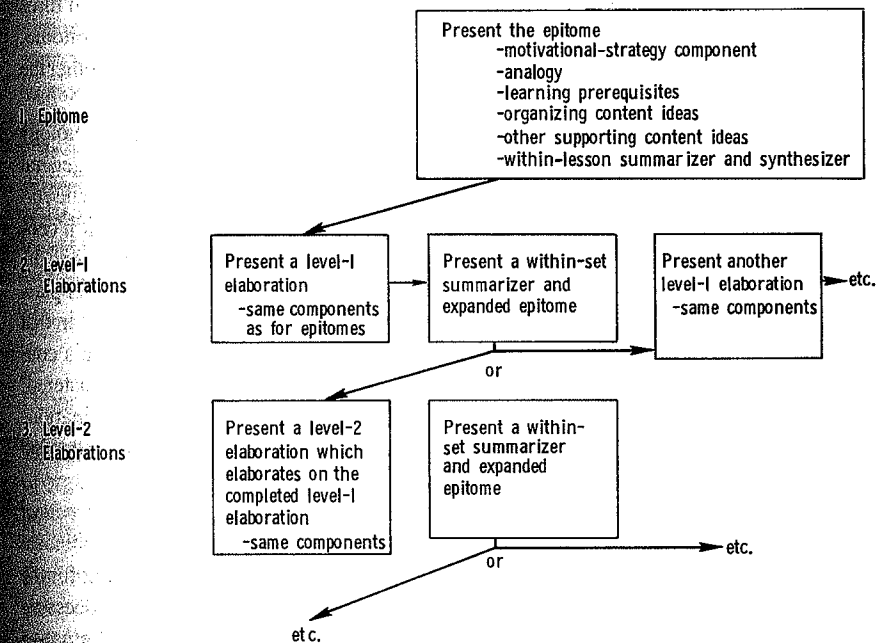 Present the epitome
-motivational-strategy component
-analogy
-learning prerequisites
-organizing content ideas
-other supporting content ideas
-within-lesson summarizer and synthesizer
1. Epitome
2. Level-1
Elaborations
Present a level-1
elaboration
-same components
as for epitomes
Present a within-set
summarizer and
expanded epitome
Present another
level-1 elaboration
-same components
etc.
or
3. Level-2
Elaborations
Present a level-2
elaboration which
elaborates on the
completed level-1
elaboration
-same components
Present a within-
set summarizer
and expanded
epitome
etc.
or
etc.